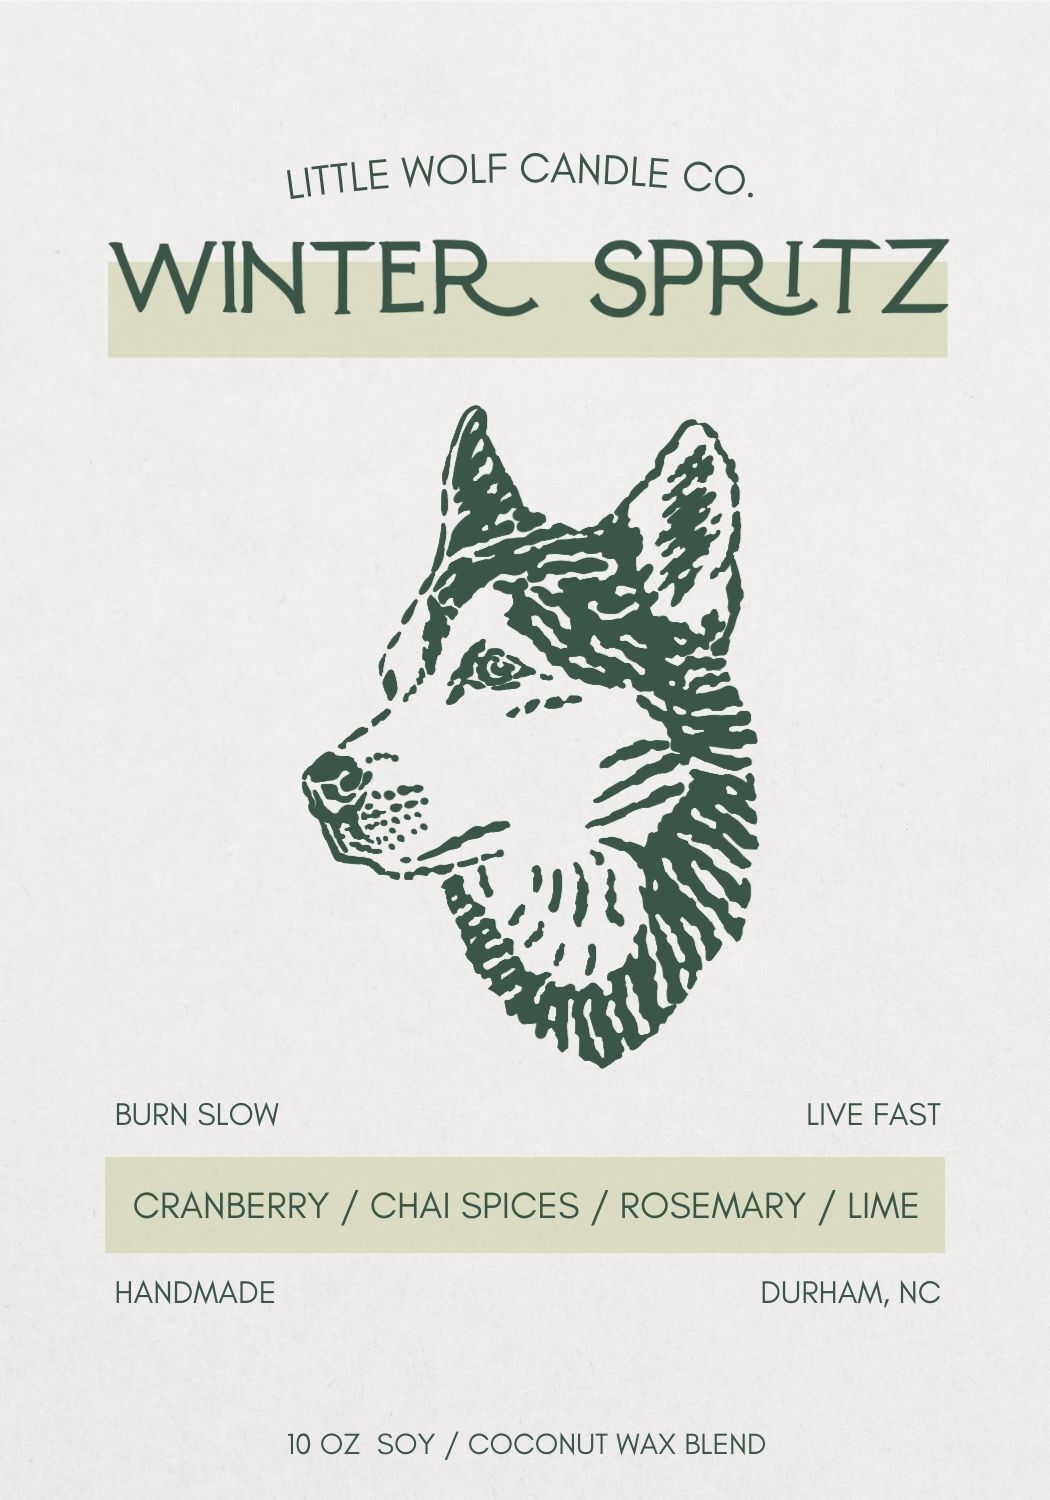 LITTLE WOLF CANDLE CO.
WINTER SPRITZ
BURN SLOW
LIVE FAST
CRANBERRY / CHAI SPICES / ROSEMARY / LIME
HANDMADE
DURHAM, NC
10 OZ SOY / COCONUT WAX BLEND